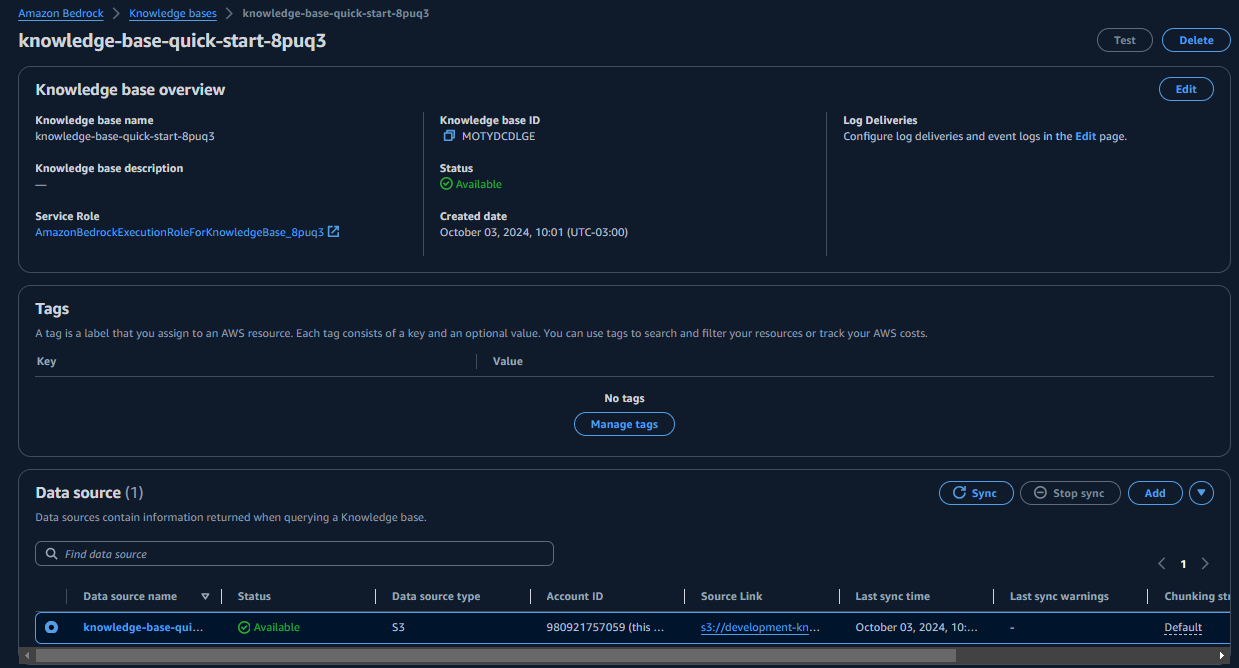 Amazon Bedrock > Knowledge bases > knowledge-base-quick-start-8puq3
knowledge-base-quick-start-8puq3
Test
Delete
Knowledge base overview
Edit
Knowledge base name
knowledge-base-quick-start-8puq3
Knowledge base description
—
Service Role
AmazonBedrockExecutionRoleForKnowledgeBase_8puq3
Knowledge base ID
MOTYDCDLGE
Status
Available
Created date
October 03, 2024, 10:01 (UTC-03:00)
Log Deliveries
Configure log deliveries and event logs in the Edit page.
Tags
A tag is a label that you assign to an AWS resource. Each tag consists of a key and an optional value. You can use tags to search and filter your resources or track your AWS costs.
Key
Value
No tags
Manage tags
Data source (1)
Sync
Stop sync
Add
Data sources contain information returned when querying a Knowledge base.
Find data source
1
Data source name
Status
Data source type
Account ID
Source Link
Last sync time
Last sync warnings
Chunking str
knowledge-base-qui...
Available
S3
980921757059 (this ...
s3://development-kn...
October 03, 2024, 10:...
-
Default